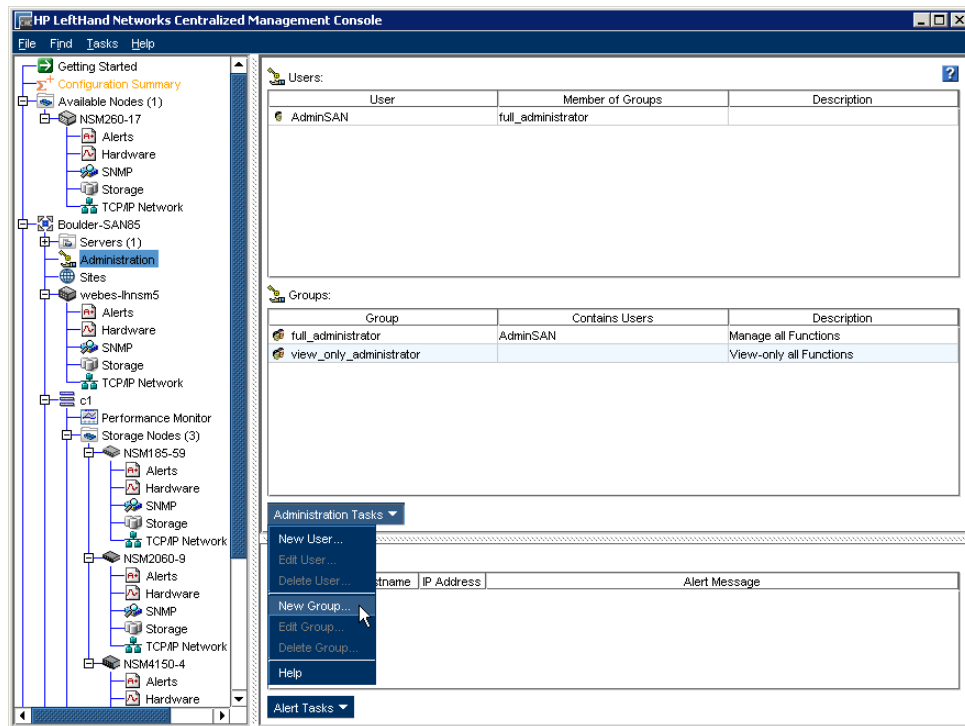 HP LeftHand Networks Centralized Management Console
File Find Tasks Help
Getting Started
Configuration Summary
Available Nodes (1)
NSM260-17
Alerts
Hardware
SNMP
Storage
TCP/IP Network
Boulder-SAN85
Servers (1)
Administration
Sites
webes-lhnsm5
Alerts
Hardware
SNMP
Storage
TCP/IP Network
c1
Performance Monitor
Storage Nodes (3)
NSM185-59
Alerts
Hardware
SNMP
Storage
TCP/IP Network
NSM2060-9
Alerts
Hardware
SNMP
Storage
TCP/IP Network
NSM4150-4
Alerts
Hardware
Users:
User Member of Groups Description
AdminSAN full_administrator
Groups:
Group Contains Users Description
full_administrator AdminSAN Manage all Functions
view_only_administrator View-only all Functions
Administration Tasks
New User...
Edit User...
Delete User...
New Group...
Edit Group...
Delete Group...
Help
stname IP Address Alert Message
Alert Tasks